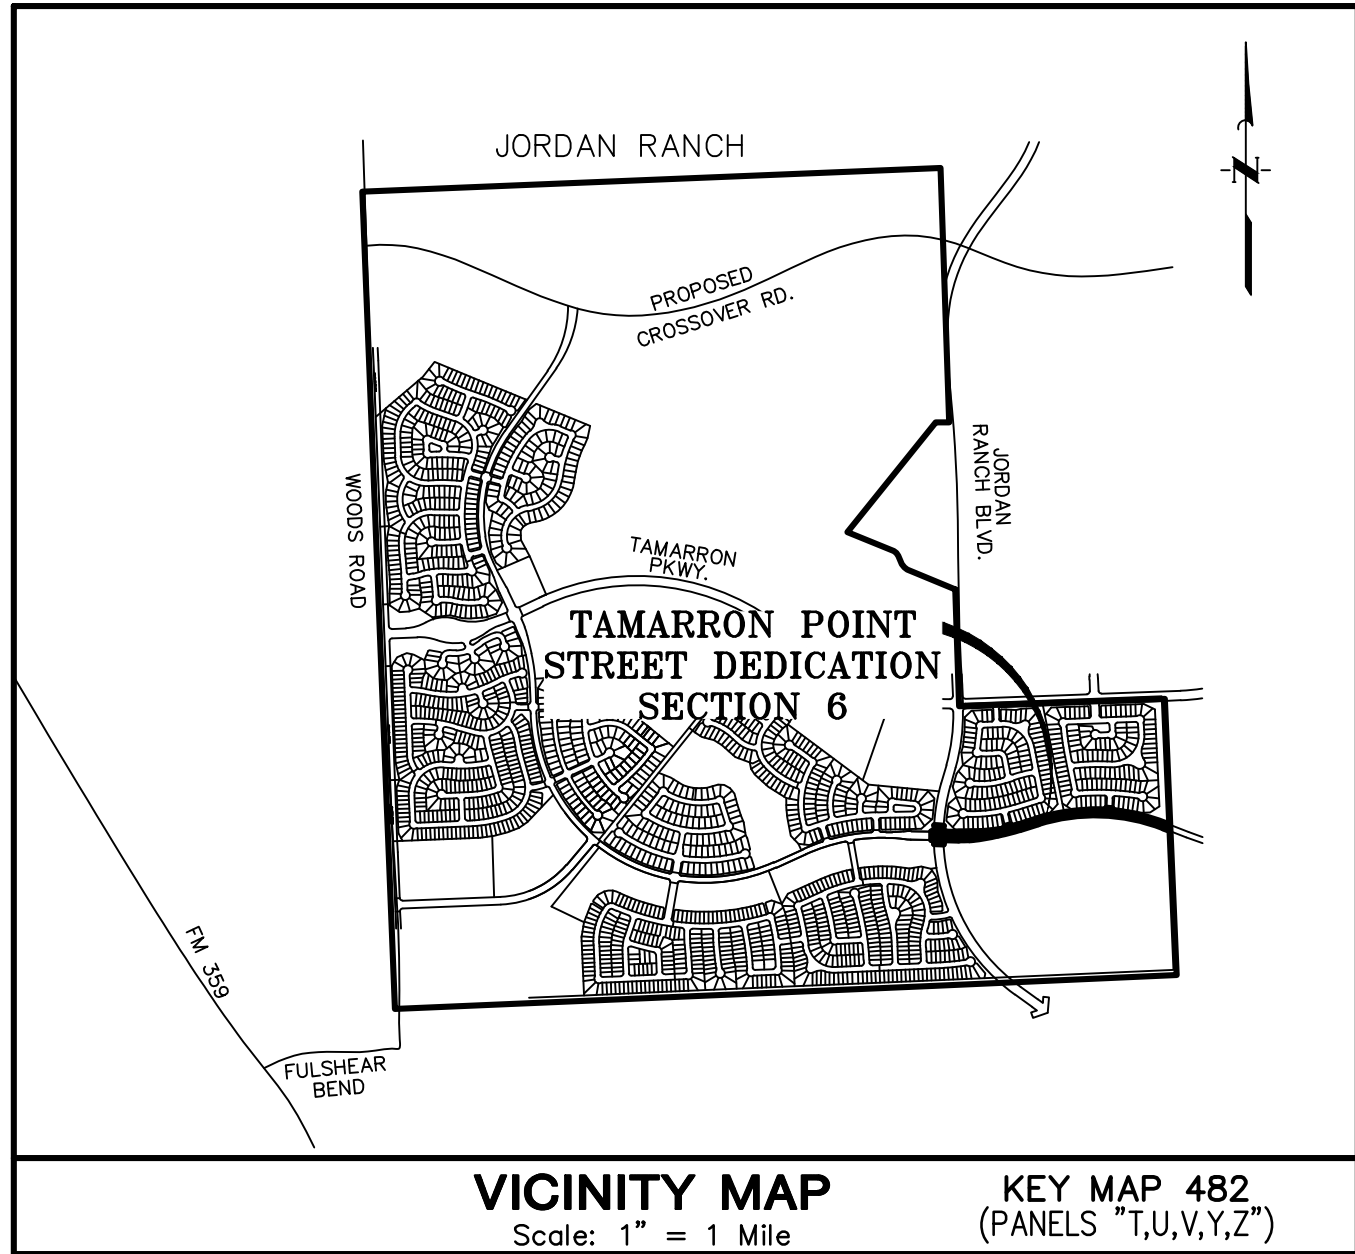 JORDAN RANCH
N
PROPOSED
CROSSOVER RD.
JORDAN
RANCH BLVD.
WOODS ROAD
TAMARRON
PKWY.
TAMARRON POINT
STREET DEDICATION
SECTION 6
FM 359
FULSHEAR
BEND
VICINITY MAP
Scale: 1" = 1 Mile
KEY MAP 482
(PANELS "T,U,V,Y,Z")